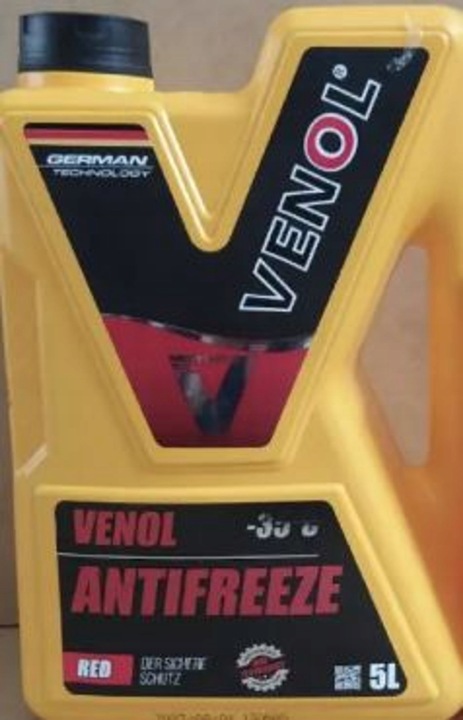 GERMAN
TECHNOLOGY
VENOL®
VENOL
ANTIFREEZE
RED
DER SICHERE
SCHUTZ
5L